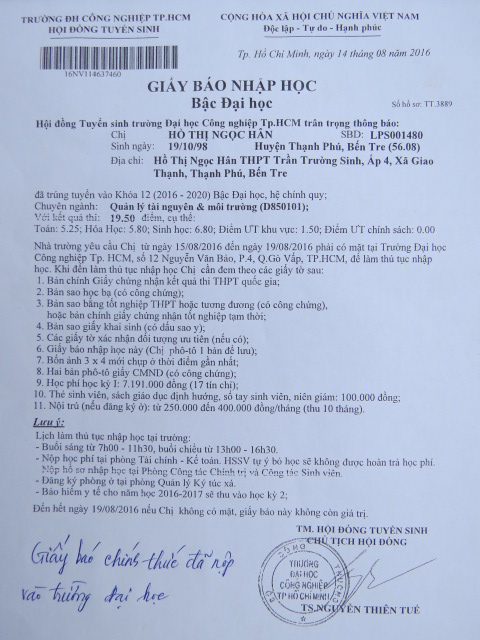 TRƯỜNG ĐH CÔNG NGHIỆP TP.HCM
HỘI ĐỒNG TUYỂN SINH
CỘNG HÒA XÃ HỘI CHỦ NGHĨA VIỆT NAM
Độc lập - Tự do - Hạnh phúc
16NV114637460
Tp. Hồ Chí Minh, ngày 14 tháng 08 năm 2016
GIẤY BÁO NHẬP HỌC
Bậc Đại học
Số hồ sơ: TT.3889
Hội đồng Tuyển sinh trường Đại học Công nghiệp Tp.HCM trân trọng thông báo:
Chị HỒ THỊ NGỌC HÂN SBD: LPS001480
Sinh ngày: 19/10/98 Huyện Thạnh Phú, Bến Tre (56.08)
Địa chỉ: Hồ Thị Ngọc Hân THPT Trần Trường Sinh, Ấp 4, Xã Giao
Thạnh, Thạnh Phú, Bến Tre
đã trúng tuyển vào Khóa 12 (2016 - 2020) Bậc Đại học, hệ chính quy;
Chuyên ngành: Quản lý tài nguyên & môi trường (D850101);
Với kết quả thi: 19.50 điểm, cụ thể:
Toán: 5.25; Hóa Học: 5.80; Sinh học: 6.80; Điểm ƯT khu vực: 1.50; Điểm ƯT chính sách: 0.00
Nhà trường yêu cầu Chị từ ngày 15/08/2016 đến ngày 19/08/2016 phải có mặt tại Trường Đại học
Công nghiệp Tp. HCM, số 12 Nguyễn Văn Bảo, P.4, Q.Gò Vấp, TP.HCM, để làm thủ tục nhập
học. Khi đến làm thủ tục nhập học Chị cần đem theo các giấy tờ sau:
1. Bản chính Giấy chứng nhận kết quả thi THPT quốc gia;
2. Bản sao học bạ (có công chứng);
3. Bản sao bằng tốt nghiệp THPT hoặc tương đương (có công chứng),
hoặc bản chính giấy chứng nhận tốt nghiệp tạm thời;
4. Bản sao giấy khai sinh (có dấu sao y);
5. Các giấy tờ xác nhận đối tượng ưu tiên (nếu có);
6. Giấy báo nhập học này (Chị phô-tô 1 bản để lưu);
7. Bốn ảnh 3 x 4 mới chụp ở thời điểm gần nhất;
8. Hai bản phô-tô giấy CMND (có công chứng);
9. Học phí học kỳ I: 7.191.000 đồng (17 tín chỉ);
10. Thẻ sinh viên, sách giáo dục định hướng, sổ tay sinh viên, niên giám: 100.000 đồng;
11. Nội trú (nếu đăng ký ở): từ 250.000 đến 400.000 đồng/tháng (thu 10 tháng).
Lưu ý:
Lịch làm thủ tục nhập học tại trường:
- Buổi sáng từ 7h00 - 11h30, buổi chiều từ 13h00 - 16h30.
- Nộp học phí tại phòng Tài chính - Kế toán. HSSV tự ý bỏ học sẽ không được hoàn trả học phí.
Nộp hồ sơ nhập học tại Phòng Công tác Chính trị và Công tác Sinh viên.
- Đăng ký phòng ở tại phòng Quản lý Ký túc xá.
- Bảo hiểm y tế cho năm học 2016-2017 sẽ thu vào học kỳ 2;
Đến hết ngày 19/08/2016 nếu Chị không có mặt, giấy báo này không còn giá trị.
TM. HỘI ĐỒNG TUYỂN SINH
CHỦ TỊCH HỘI ĐỒNG
Giấy báo chính thức đã nộp
vào trường đại học
TRƯỜNG
ĐẠI HỌC
CÔNG NGHIỆP
TP HỒ CHÍ MINH
TS.NGUYỄN THIÊN TUẾ